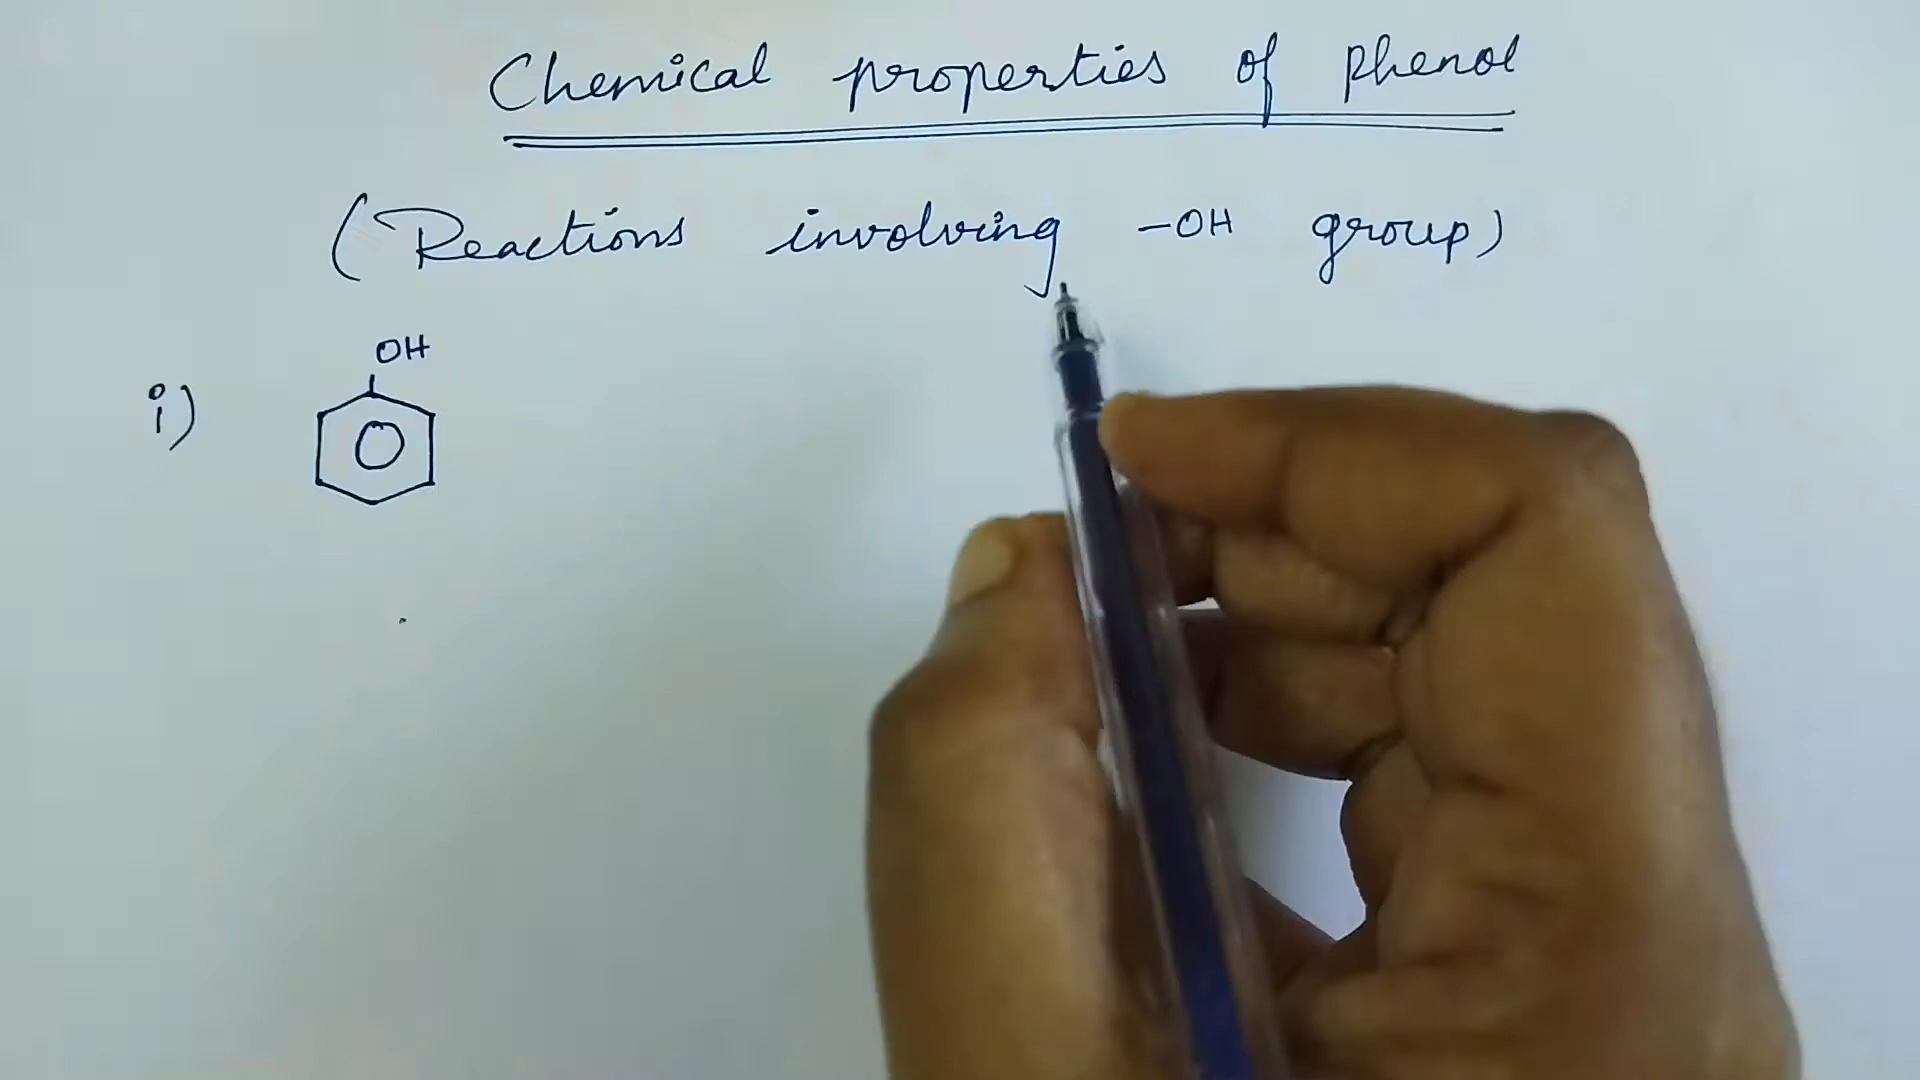 Chemical properties of phenol
(Reactions involving -OH group)
OH
i)